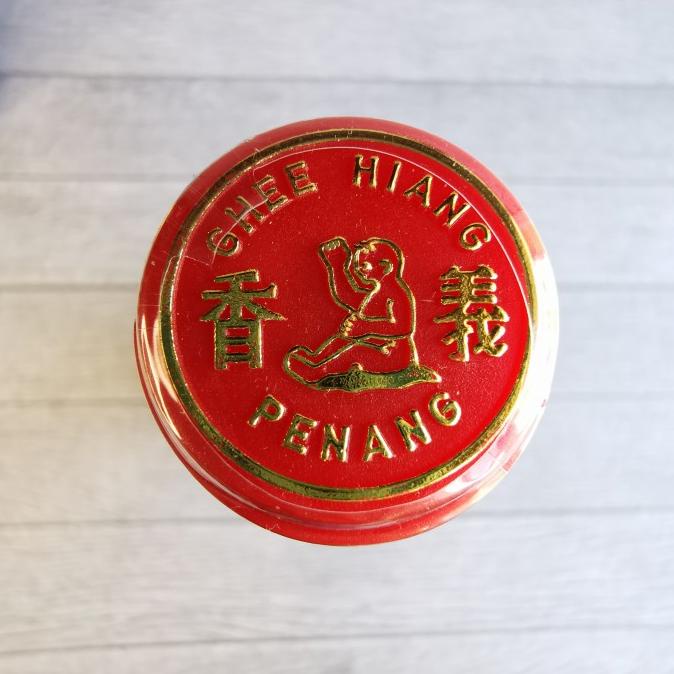 GHEE HIANG
香 義
PENANG